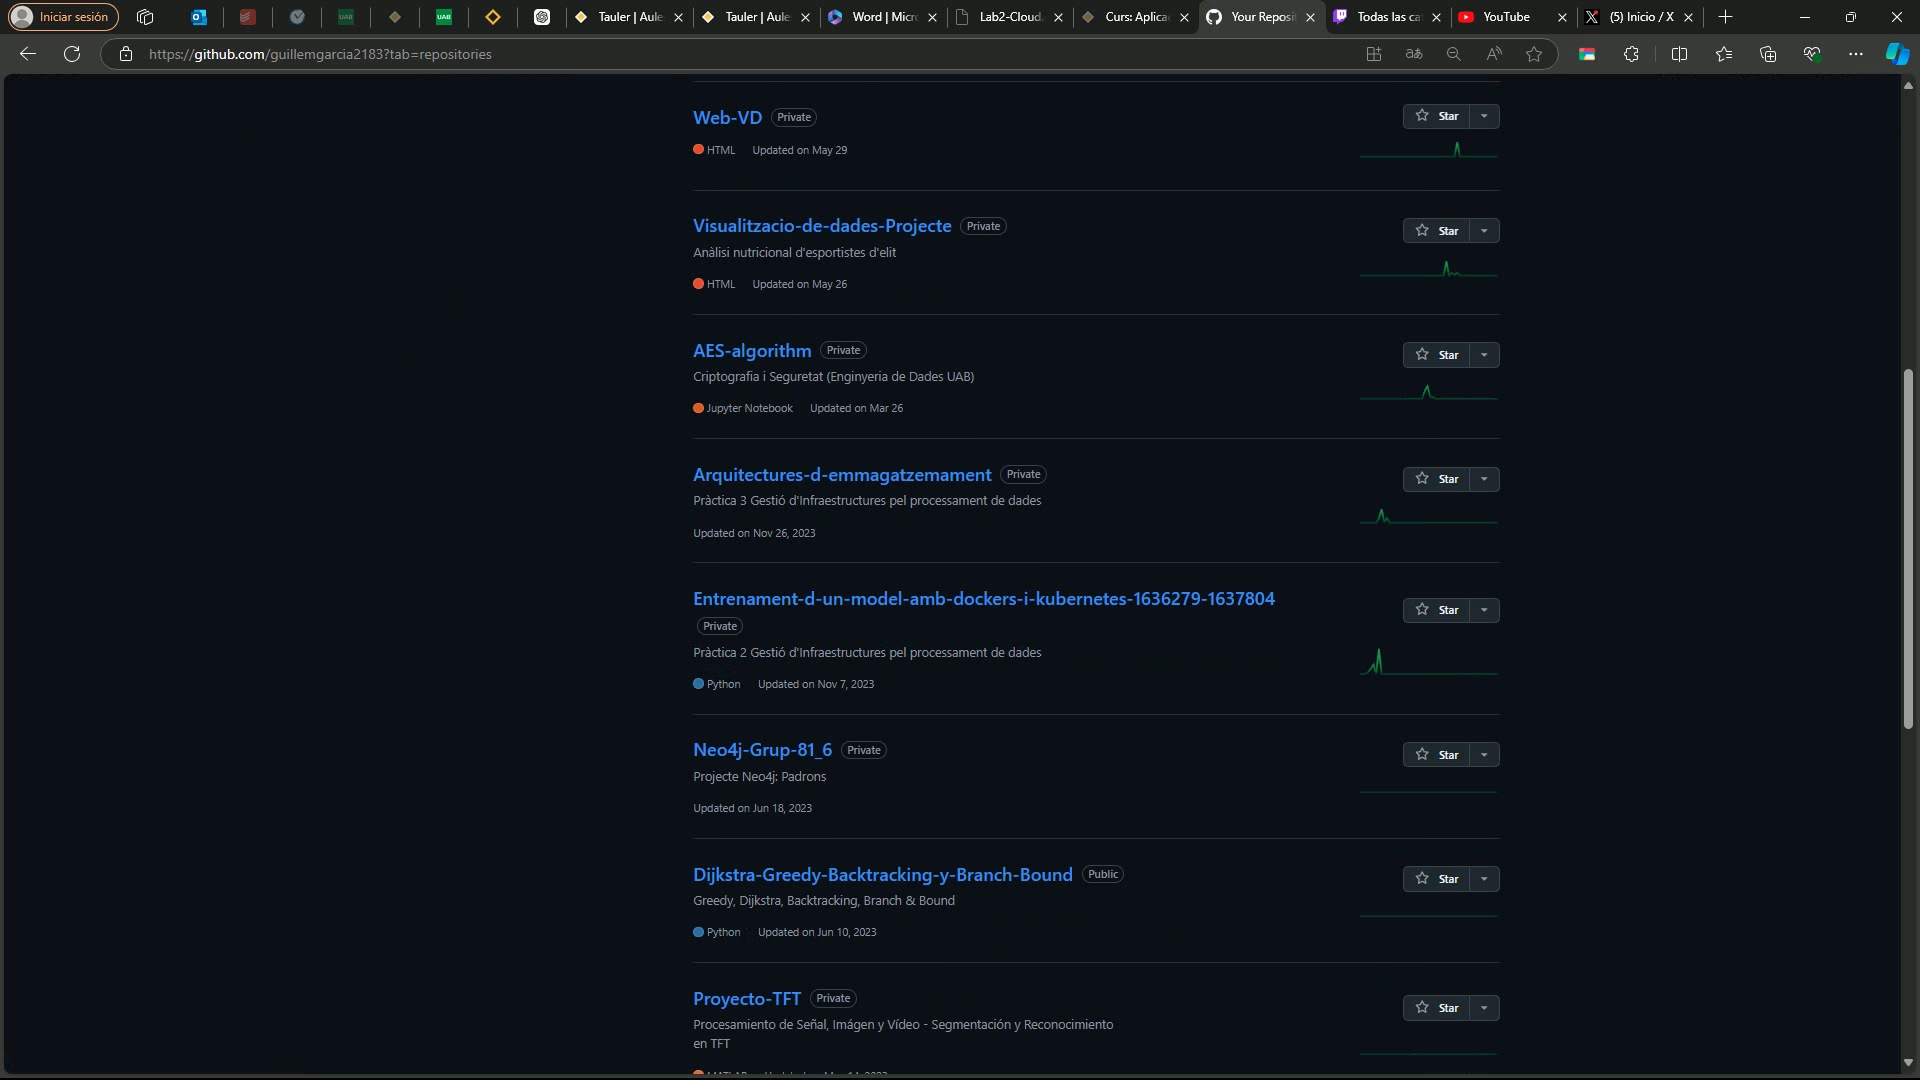 Iniciar sesión
UAB
UAB
Tauler | Aule
Tauler | Aule
Word | Micr
Lab2-Cloud.
Curs: Aplica
Your Reposi
Todas las ca
YouTube
(5) Inicio / X
https://github.com/guillemgarcia2183?tab=repositories
Web-VD Private
Star
HTML Updated on May 29
Visualitzacio-de-dades-Projecte Private
Star
Anàlisi nutricional d'esportistes d'elit
HTML Updated on May 26
AES-algorithm Private
Star
Criptografia i Seguretat (Enginyeria de Dades UAB)
Jupyter Notebook Updated on Mar 26
Arquitectures-d-emmagatzemament Private
Star
Pràctica 3 Gestió d'Infraestructures pel processament de dades
Updated on Nov 26, 2023
Entrenament-d-un-model-amb-dockers-i-kubernetes-1636279-1637804
Star
Private
Pràctica 2 Gestió d'Infraestructures pel processament de dades
Python Updated on Nov 7, 2023
Neo4j-Grup-81_6 Private
Star
Projecte Neo4j: Padrons
Updated on Jun 18, 2023
Dijkstra-Greedy-Backtracking-y-Branch-Bound Public
Star
Greedy, Dijkstra, Backtracking, Branch & Bound
Python Updated on Jun 10, 2023
Proyecto-TFT Private
Star
Procesamiento de Señal, Imágen y Vídeo - Segmentación y Reconocimiento
en TFT